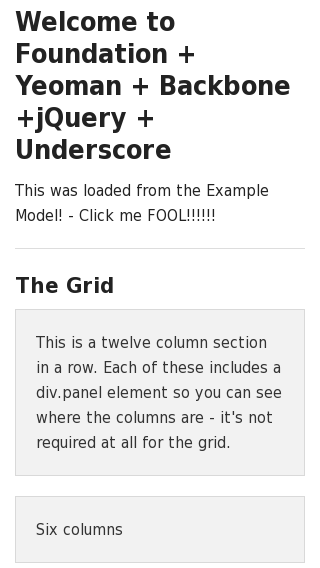 Welcome to
Foundation +
Yeoman + Backbone
+jQuery +
Underscore
This was loaded from the Example
Model! - Click me FOOL!!!!!!
The Grid
This is a twelve column section
in a row. Each of these includes a
div.panel element so you can see
where the columns are - it's not
required at all for the grid.
Six columns